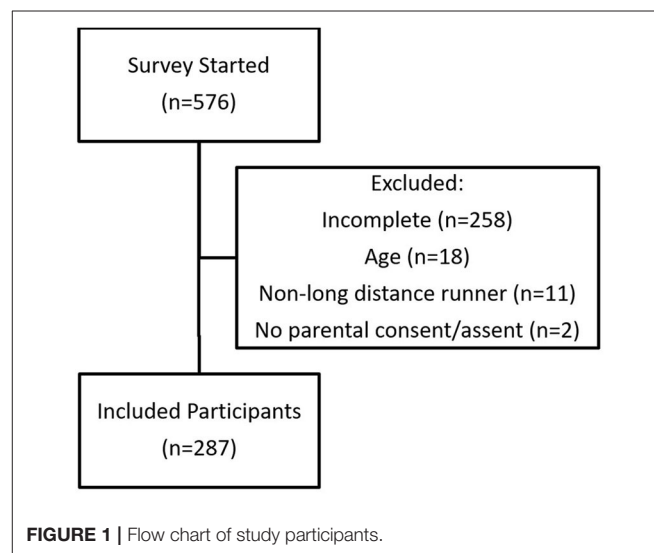 Survey Started
(n=576)
Excluded:
Incomplete (n=258)
Age (n=18)
Non-long distance runner (n=11)
No parental consent/assent (n=2)
Included Participants
(n=287)
FIGURE 1 | Flow chart of study participants.